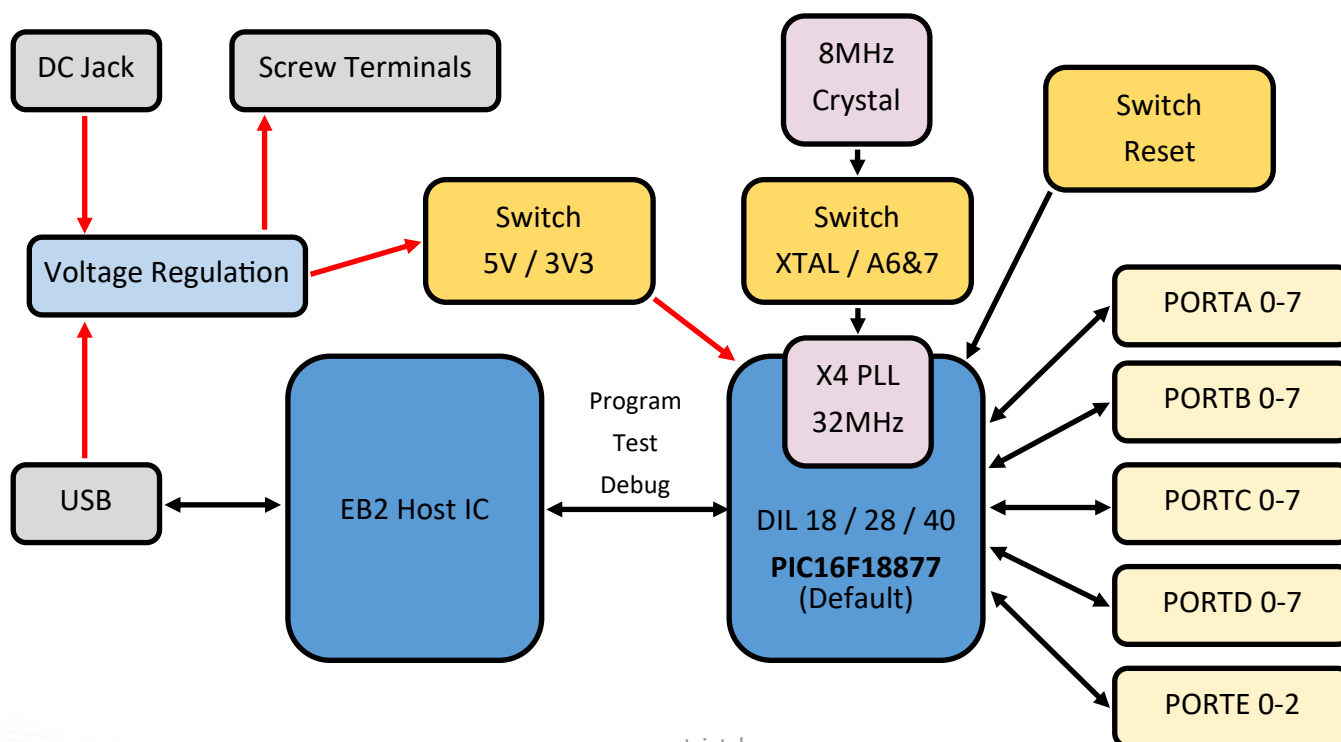 DC Jack
Screw Terminals
8MHz
Crystal
Switch
Reset
Switch
5V / 3V3
Switch
XTAL / A6&7
Voltage Regulation
PORTA 0-7
X4 PLL
32MHz
PORTB 0-7
Program
Test
Debug
USB
EB2 Host IC
PORTC 0-7
DIL 18 / 28 / 40
PIC16F18877
(Default)
PORTD 0-7
PORTE 0-2